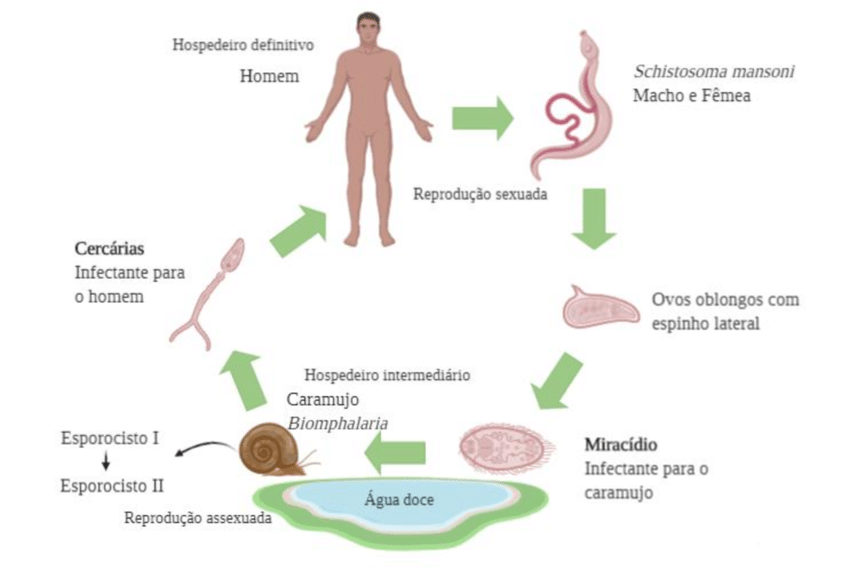 Hospedeiro definitivo
Homem
Schistosoma mansoni
Macho e Fêmea
Reprodução sexuada
Cercárias
Infectante para
o homem
Ovos oblongos com
espinho lateral
Hospedeiro intermediário
Caramujo
Biomphalaria
Esporocisto I
Esporocisto II
Reprodução assexuada
Água doce
Miracídio
Infectante para o
caramujo